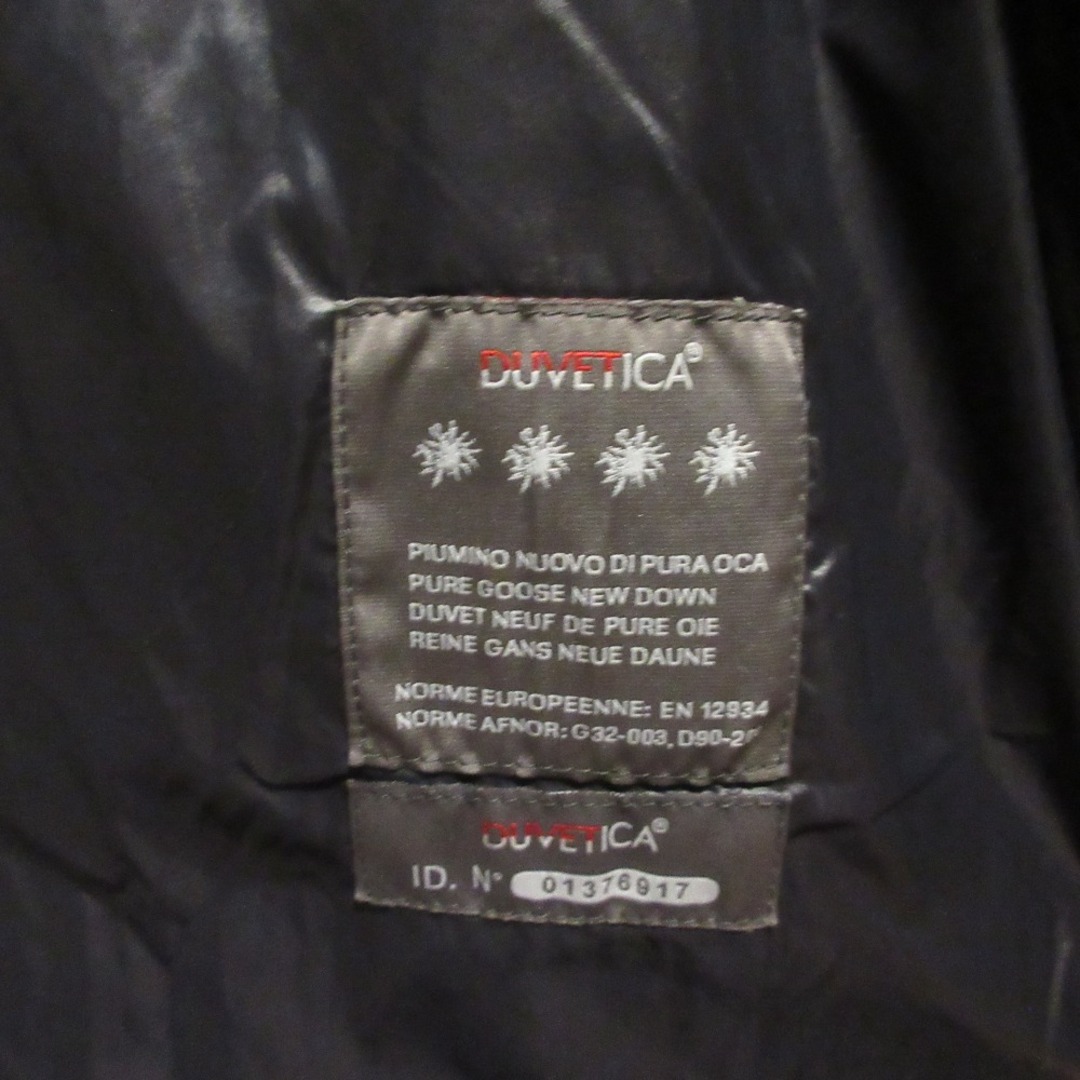 DUVETICA®
PIUMINO NUOVO DI PURA OCA
PURE GOOSE NEW DOWN
DUVET NEUF DE PURE OIE
REINE GANS NEUE DAUNE
NORME EUROPEENNE: EN 12934
NORME AFNOR: G32-003,
DUVETICA®
ID. N° 01376917